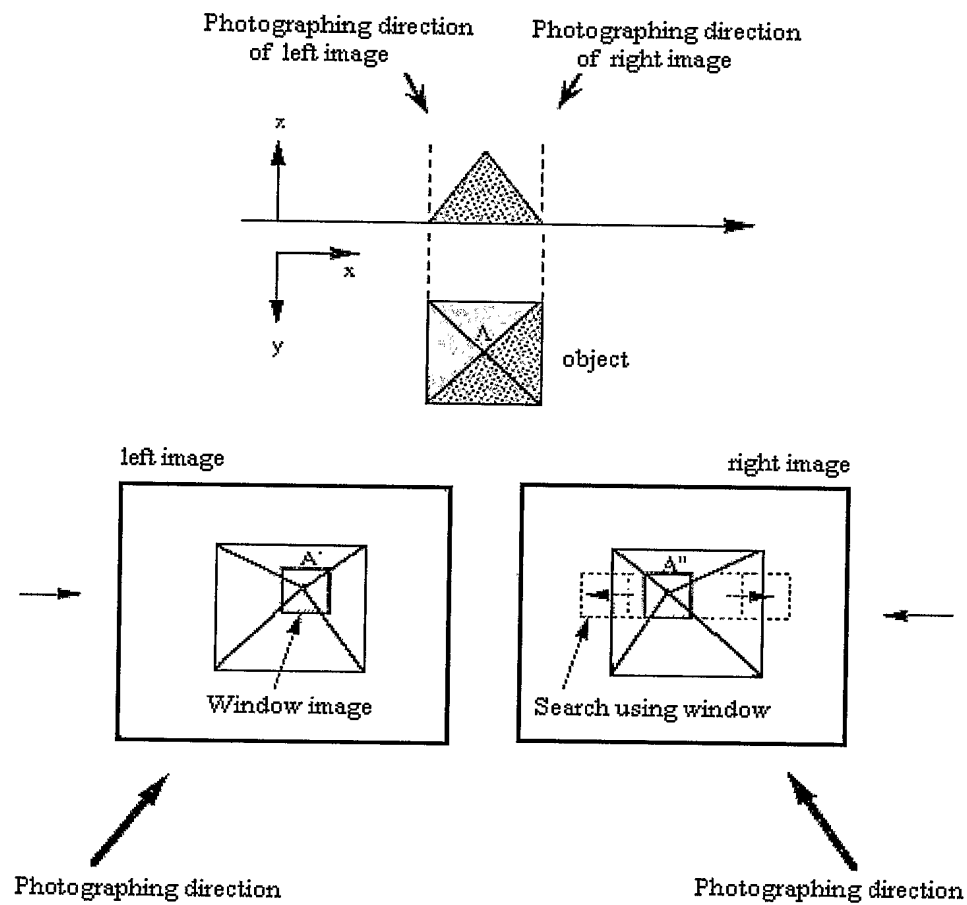 Photographing direction
of left image
Photographing direction
of right image
z
x
y
A
object
left image
right image
A'
A"
Window image
Search using window
Photographing direction
Photographing direction